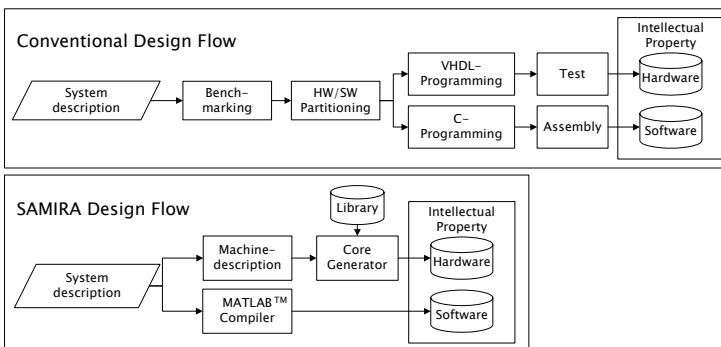 Conventional Design Flow
System
description
Bench-
marking
HW/SW
Partitioning
VHDL-
Programming
Test
C-
Programming
Assembly
Intellectual
Property
Hardware
Software
SAMIRA Design Flow
System
description
Machine-
description
Library
Core
Generator
MATLAB™
Compiler
Intellectual
Property
Hardware
Software